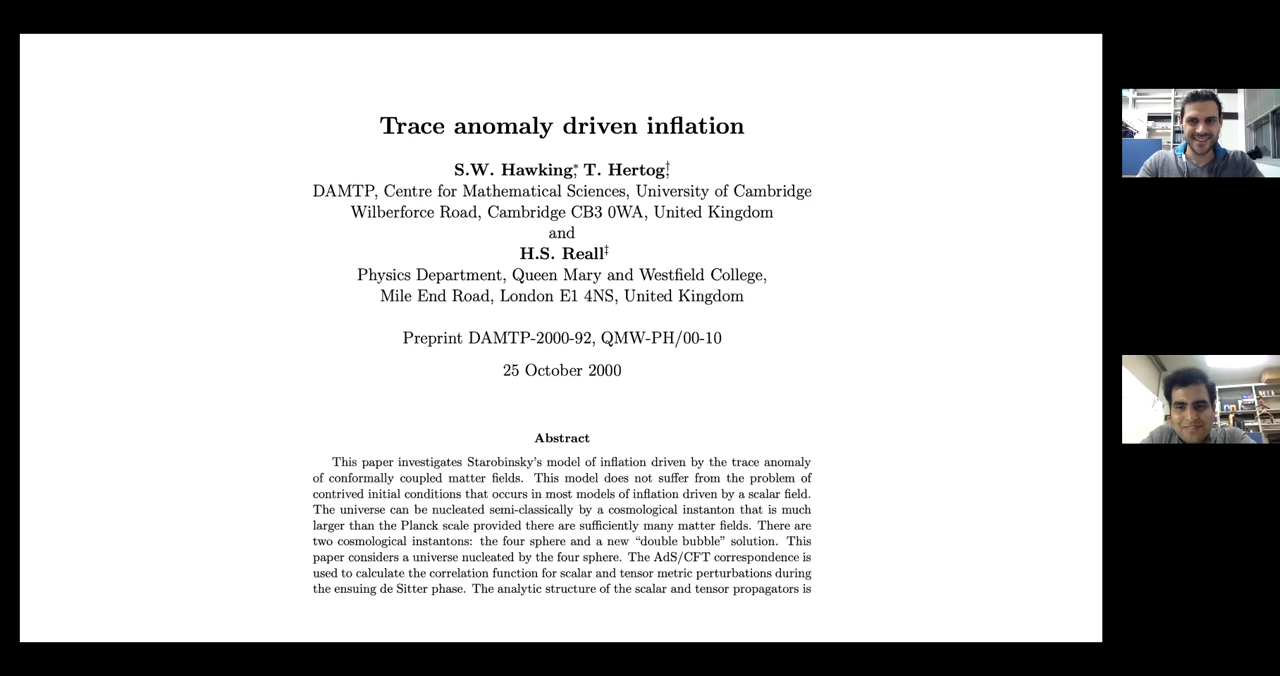 Trace anomaly driven inflation
S.W. Hawking,* T. Hertog,†
DAMTP, Centre for Mathematical Sciences, University of Cambridge
Wilberforce Road, Cambridge CB3 0WA, United Kingdom
and
H.S. Reall‡
Physics Department, Queen Mary and Westfield College,
Mile End Road, London E1 4NS, United Kingdom
Preprint DAMTP-2000-92, QMW-PH/00-10
25 October 2000
Abstract
This paper investigates Starobinsky's model of inflation driven by the trace anomaly
of conformally coupled matter fields. This model does not suffer from the problem of
contrived initial conditions that occurs in most models of inflation driven by a scalar field.
The universe can be nucleated semi-classically by a cosmological instanton that is much
larger than the Planck scale provided there are sufficiently many matter fields. There are
two cosmological instantons: the four sphere and a new “double bubble” solution. This
paper considers a universe nucleated by the four sphere. The AdS/CFT correspondence is
used to calculate the correlation function for scalar and tensor metric perturbations during
the ensuing de Sitter phase. The analytic structure of the scalar and tensor propagators is